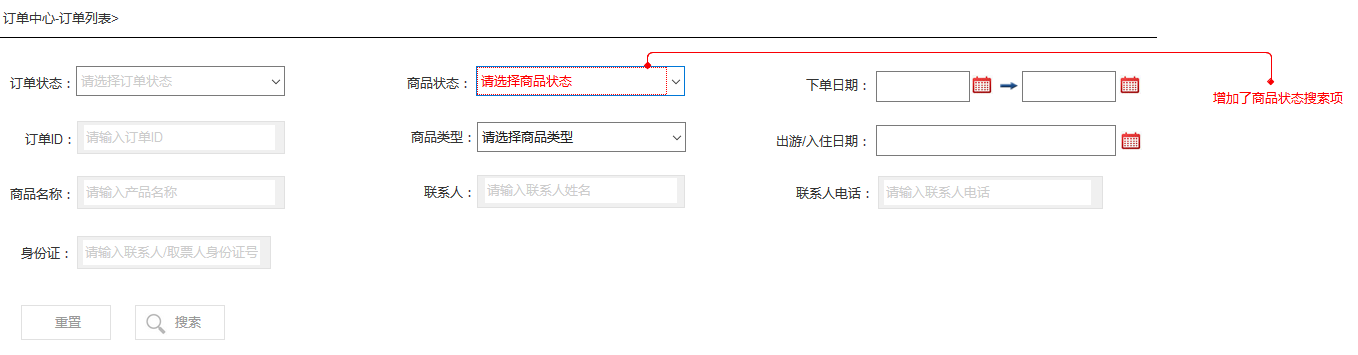 订单中心-订单列表>
订单状态： 请选择订单状态 商品状态： 请选择商品状态 下单日期：
增加了商品状态搜索项
订单ID： 请输入订单ID 商品类型： 请选择商品类型 出游/入住日期：
商品名称： 请输入产品名称 联系人： 请输入联系人姓名 联系人电话： 请输入联系人电话
身份证： 请输入联系人/取票人身份证号
重置 搜索